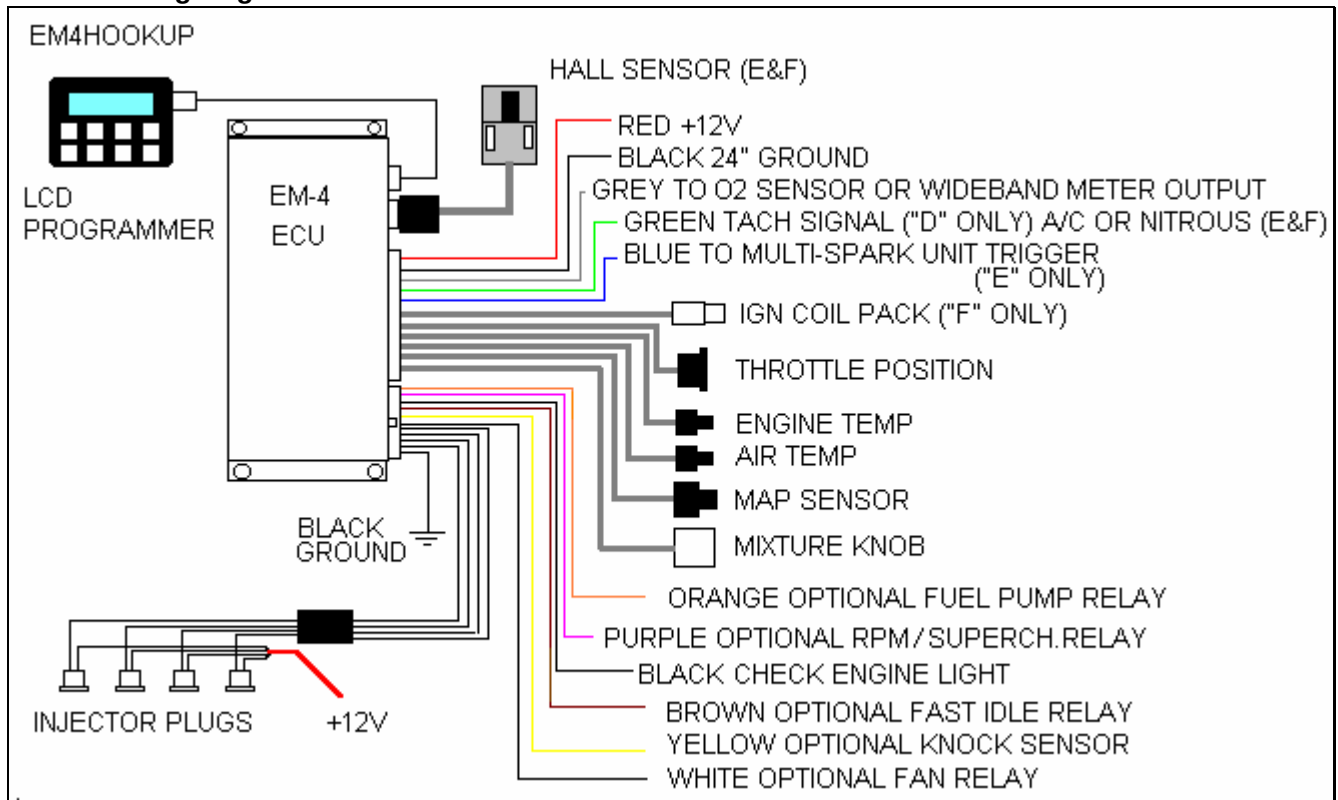 EM4HOOKUP
HALL SENSOR (E&F)
RED +12V
BLACK 24" GROUND
GREY TO O2 SENSOR OR WIDEBAND METER OUTPUT
GREEN TACH SIGNAL ("D" ONLY) A/C OR NITROUS (E&F)
BLUE TO MULTI-SPARK UNIT TRIGGER
("E" ONLY)
LCD
PROGRAMMER
EM-4
ECU
IGN COIL PACK ("F" ONLY)
THROTTLE POSITION
ENGINE TEMP
AIR TEMP
MAP SENSOR
MIXTURE KNOB
BLACK
GROUND
ORANGE OPTIONAL FUEL PUMP RELAY
PURPLE OPTIONAL RPM/SUPERCH.RELAY
BLACK CHECK ENGINE LIGHT
BROWN OPTIONAL FAST IDLE RELAY
YELLOW OPTIONAL KNOCK SENSOR
WHITE OPTIONAL FAN RELAY
INJECTOR PLUGS
+12V